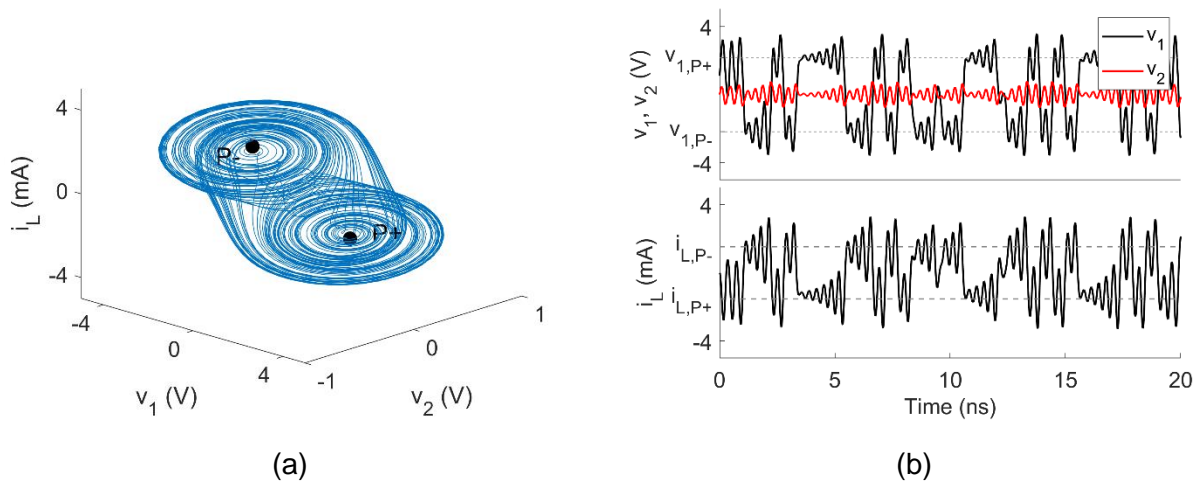 4
0
-4
i_L (mA)
P-
P+
-4
0
4
v_1 (V)
-1
0
1
v_2 (V)
(a)
4
v_1,P+
v_1,P-
-4
v_1, v_2 (V)
v_1
v_2
4
i_L,P-
i_L,P+
-4
i_L (mA)
0
5
10
15
20
Time (ns)
(b)